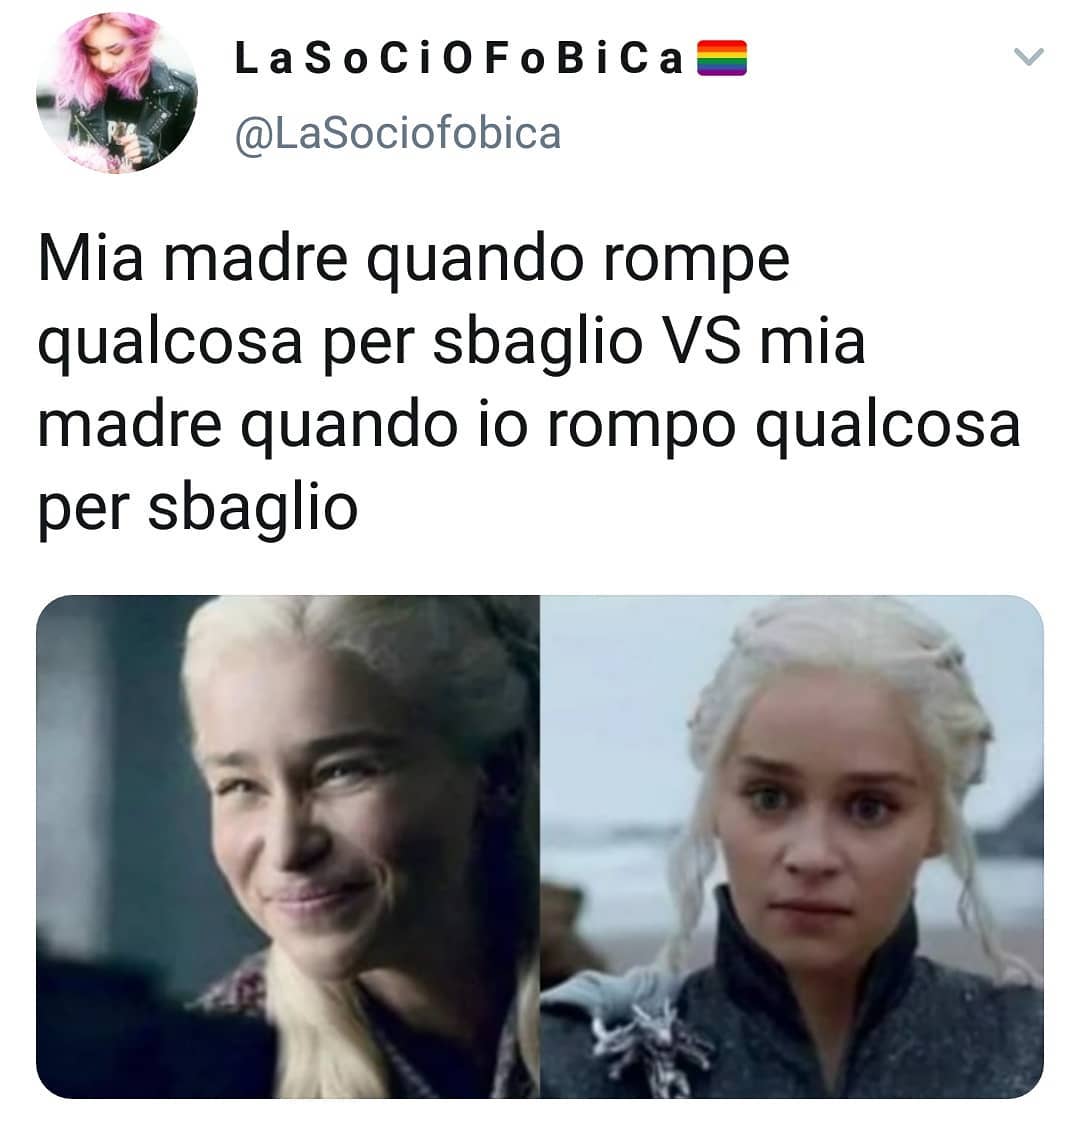 LaSoCiOFoBiCa🏳️‍🌈
@LaSociofobica
Mia madre quando rompe
qualcosa per sbaglio VS mia
madre quando io rompo qualcosa
per sbaglio